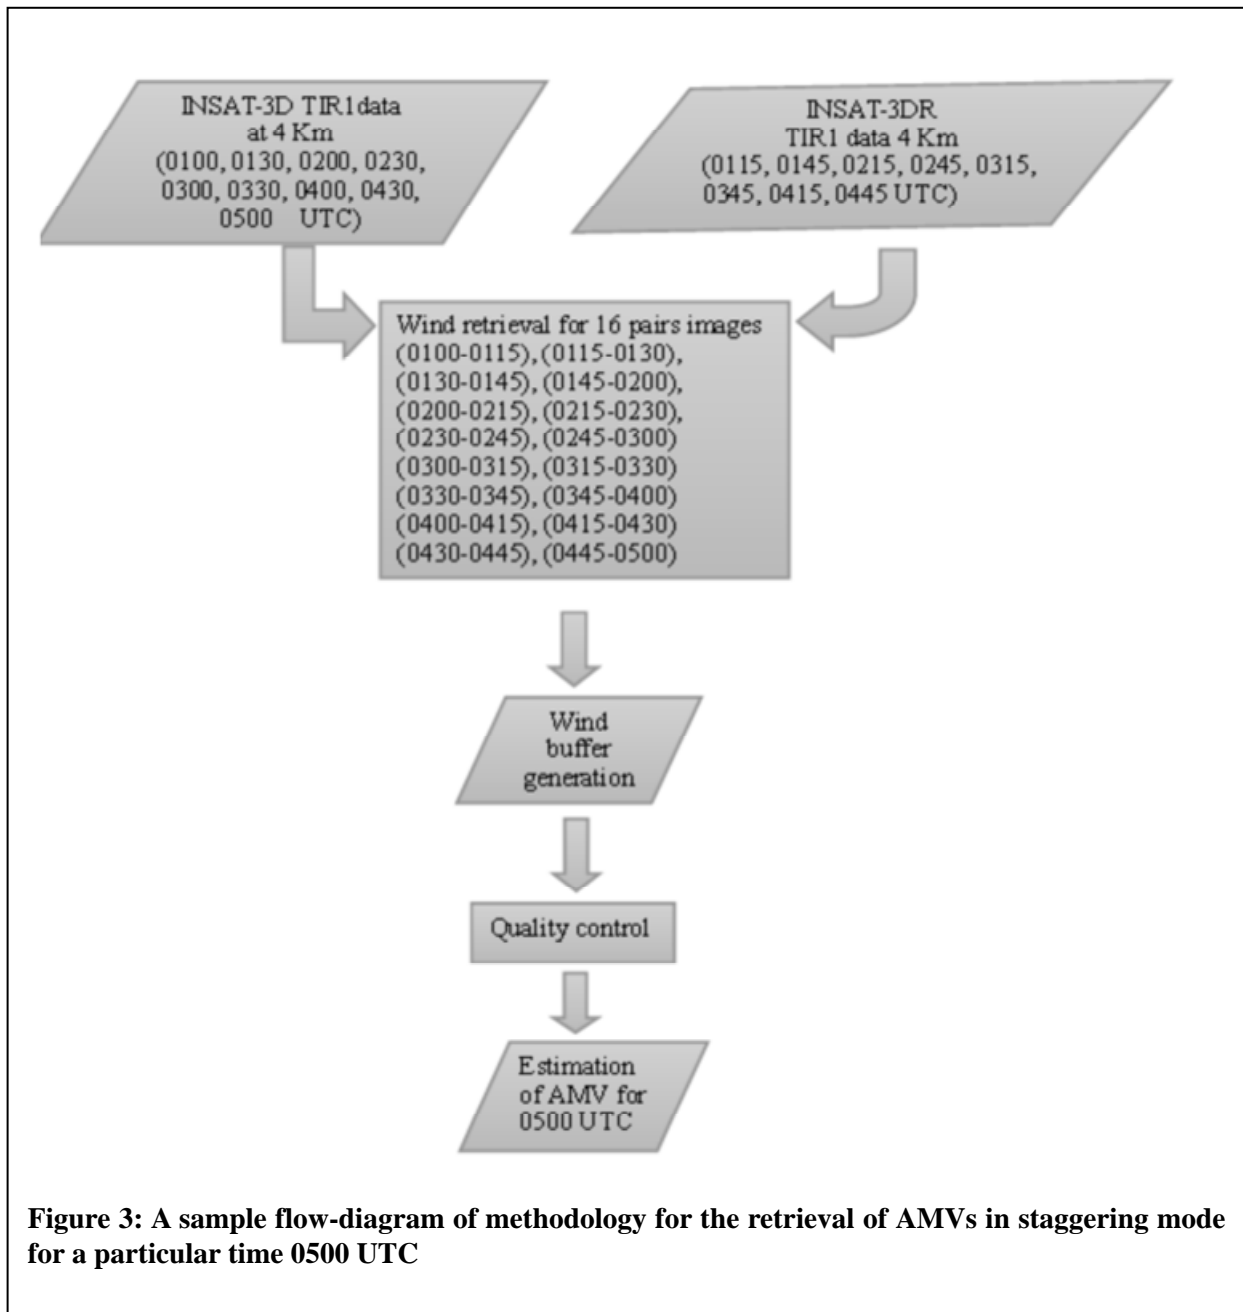 INSAT-3D TIR1 data
at 4 Km
(0100, 0130, 0200, 0230,
0300, 0330, 0400, 0430,
0500 UTC)
INSAT-3DR
TIR1 data 4 Km
(0115, 0145, 0215, 0245, 0315,
0345, 0415, 0445 UTC)
Wind retrieval for 16 pairs images
(0100-0115), (0115-0130),
(0130-0145), (0145-0200),
(0200-0215), (0215-0230),
(0230-0245), (0245-0300)
(0300-0315), (0315-0330)
(0330-0345), (0345-0400)
(0400-0415), (0415-0430)
(0430-0445), (0445-0500)
Wind
buffer
generation
Quality control
Estimation
of AMV for
0500 UTC
Figure 3: A sample flow-diagram of methodology for the retrieval of AMVs in staggering mode
for a particular time 0500 UTC